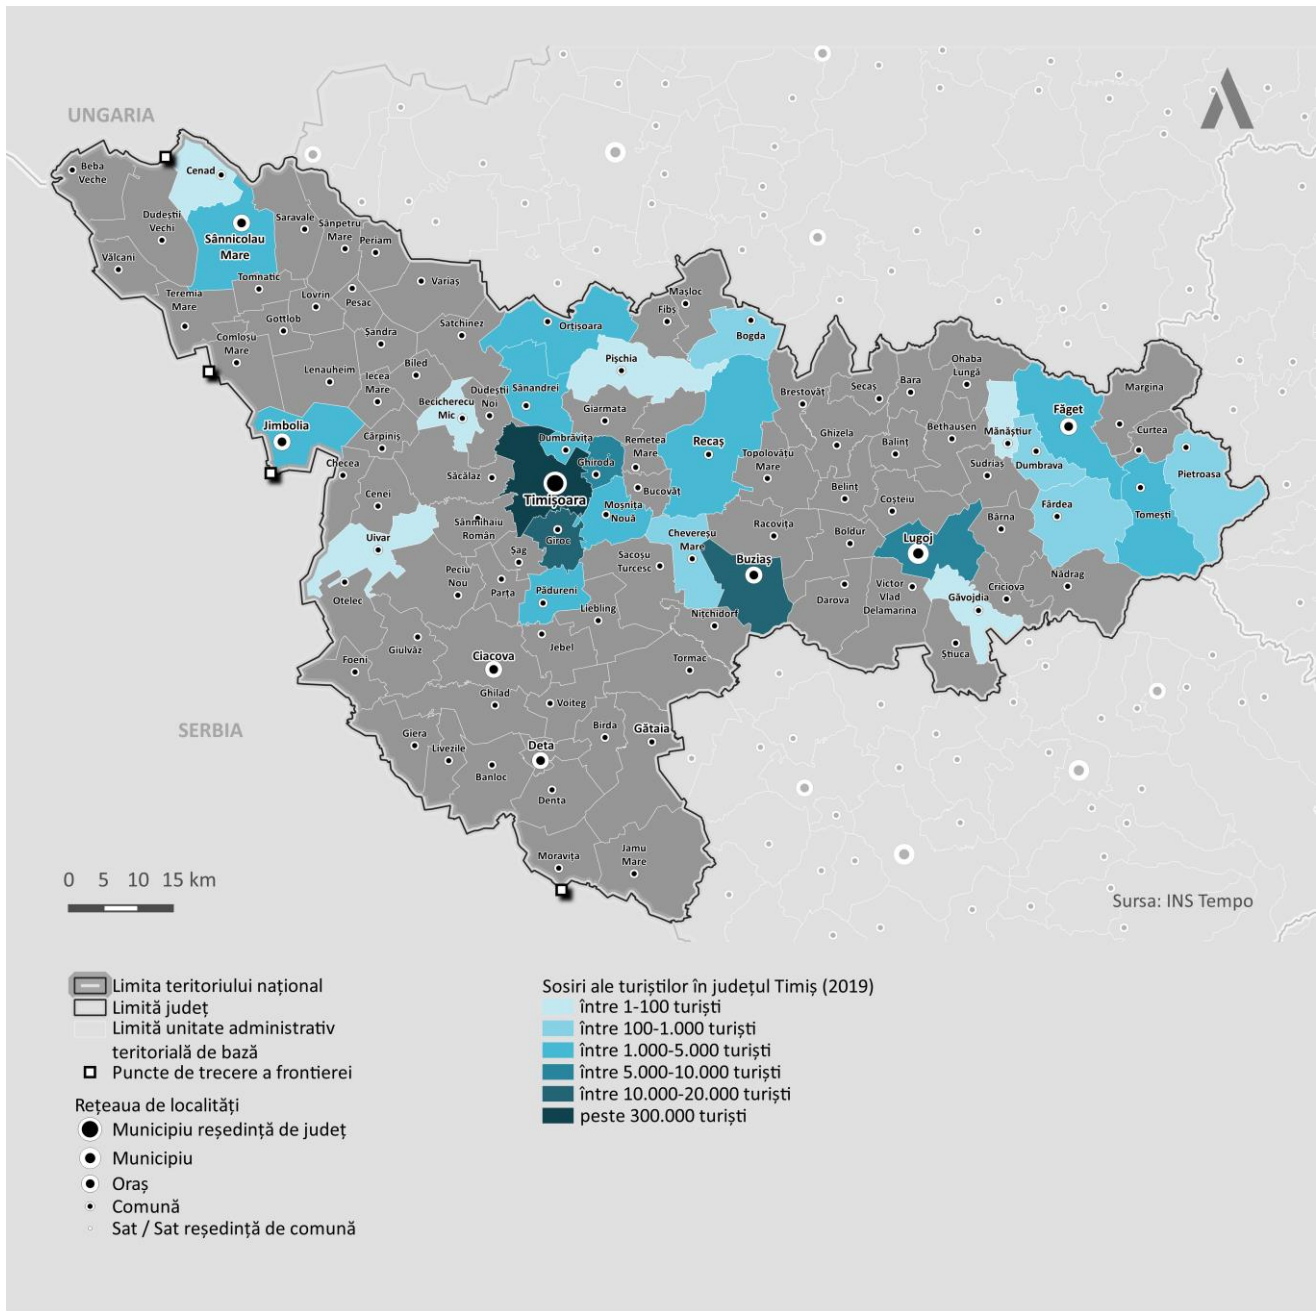 UNGARIA
Beba
Veche
Cenad
Dudeștii
Vechi
Sânnicolau
Mare
Saravale
Sânpetru
Mare
Periam
Vălcani
Tomnatic
Variaș
Teremia
Mare
Lovrin
Pesac
Gottlob
Satchinez
Comloșu
Mare
Șandra
Lenauheim
Iecea
Mare
Biled
Becicherecu
Mic
Dudeștii
Noi
Jimbolia
Cărpiniș
Checea
Cenei
Săcălaz
Orțișoara
Mașloc
Fibș
Bogda
Pișchia
Sânandrei
Giarmata
Dumbrăvița
Remetea
Mare
Recaș
Ghiroda
Bucovăț
Timișoara
Moșnița
Nouă
Topolovățu
Mare
Brestovăț
Secaș
Bara
Ohaba
Lungă
Ghizela
Balinț
Bethausen
Mănăștiur
Făget
Margina
Curtea
Dumbrava
Pietroasa
Sudriaș
Belinț
Coșteiu
Fârdea
Tomești
Bârna
Sânmihaiu
Român
Giroc
Chevereșu
Mare
Racovița
Boldur
Lugoj
Uivar
Șag
Sacoșu
Turcesc
Buziaș
Peciu
Nou
Parța
Pădureni
Otelec
Liebling
Nițchidorf
Darova
Victor
Vlad
Delamarina
Găvojdia
Criciova
Nădrag
Știuca
Giulvăz
Jebel
Foeni
Ciacova
Tormac
Ghilad
Voiteg
Birda
Gătaia
SERBIA
Giera
Livezile
Deta
Banloc
Denta
Moravița
Jamu
Mare
0 5 10 15 km
Sursa: INS Tempo
Limita teritoriului național
Limită județ
Limită unitate administrativ
teritorială de bază
Puncte de trecere a frontierei
Rețeaua de localități
Municipiu reședință de județ
Municipiu
Oraș
Comună
Sat / Sat reședință de comună
Sosiri ale turiștilor în județul Timiș (2019)
între 1-100 turiști
între 100-1.000 turiști
între 1.000-5.000 turiști
între 5.000-10.000 turiști
între 10.000-20.000 turiști
peste 300.000 turiști